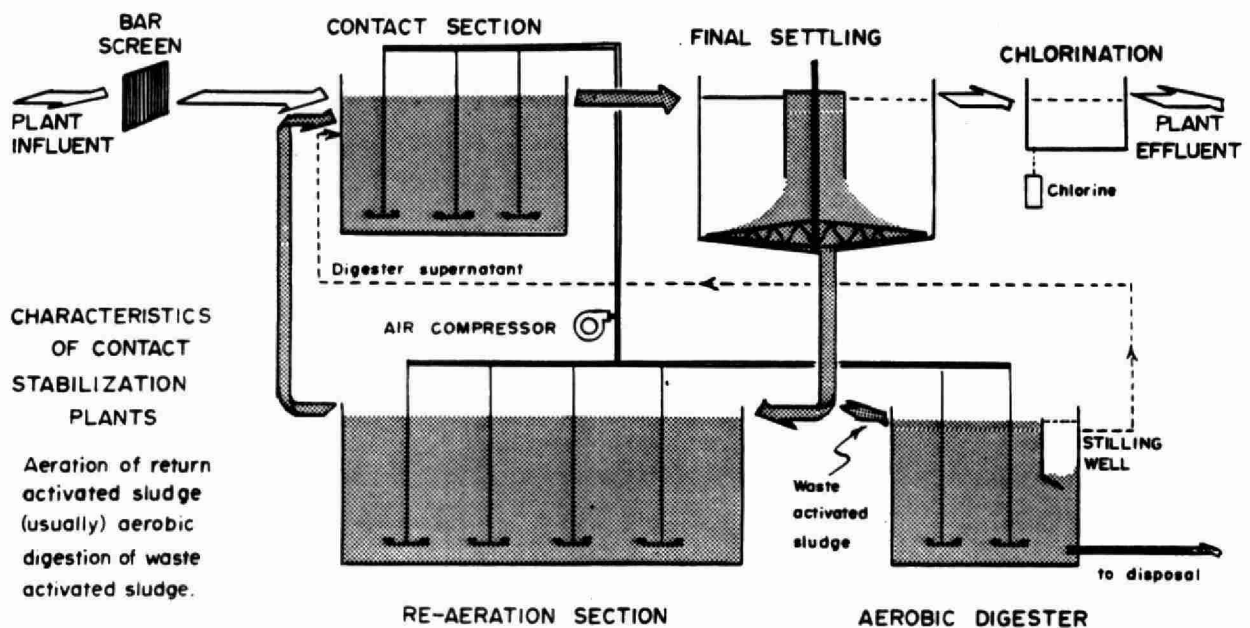 BAR
SCREEN
CONTACT SECTION
FINAL SETTLING
CHLORINATION
PLANT
INFLUENT
PLANT
EFFLUENT
Chlorine
Digester supernatant
AIR COMPRESSOR
CHARACTERISTICS
OF CONTACT
STABILIZATION
PLANTS
Aeration of return
activated sludge
(usually) aerobic
digestion of waste
activated sludge.
Waste
activated
sludge
STILLING
WELL
to disposal
RE-AERATION SECTION
AEROBIC DIGESTER